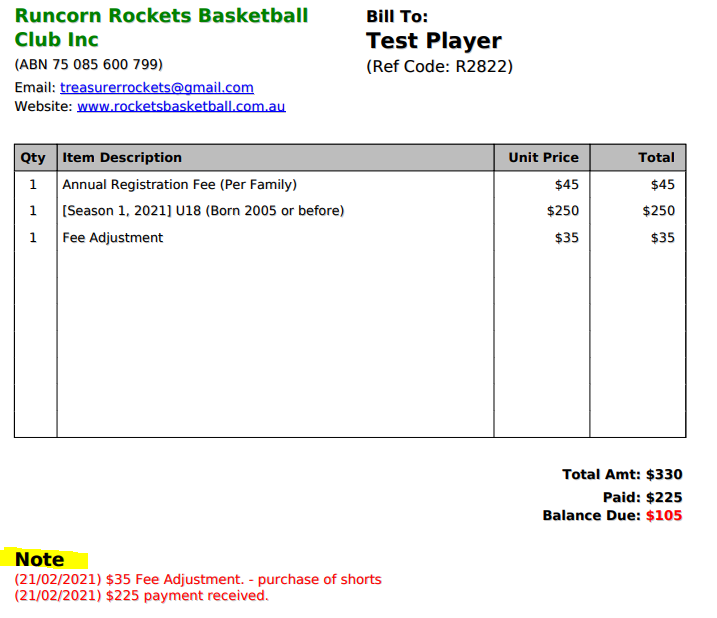 Runcorn Rockets Basketball
Club Inc
(ABN 75 085 600 799)
Email: treasurerrockets@gmail.com
Website: www.rocketsbasketball.com.au
Bill To:
Test Player
(Ref Code: R2822)
Qty Item Description Unit Price Total
1 Annual Registration Fee (Per Family) $45 $45
1 [Season 1, 2021] U18 (Born 2005 or before) $250 $250
1 Fee Adjustment $35 $35
Total Amt: $330
Paid: $225
Balance Due: $105
Note
(21/02/2021) $35 Fee Adjustment. - purchase of shorts
(21/02/2021) $225 payment received.